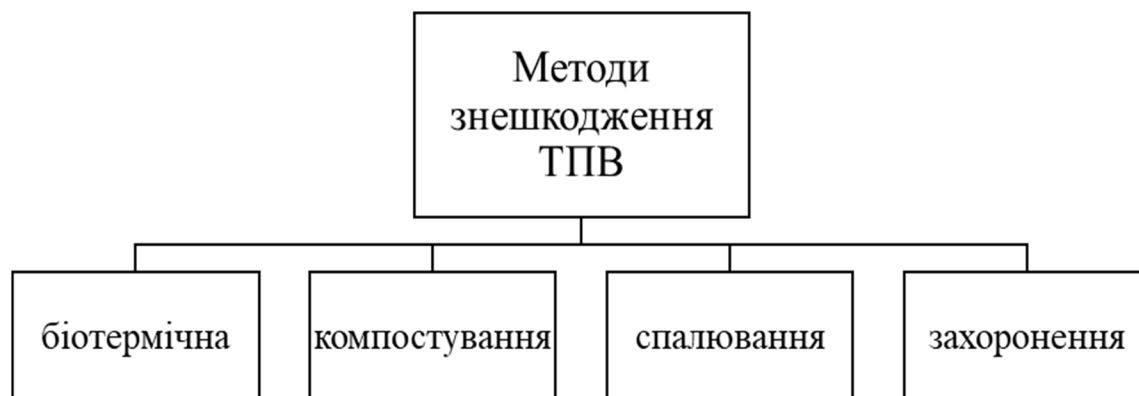 Методи
знешкодження
ТПВ
біотермічна
компостування
спалювання
захоронення